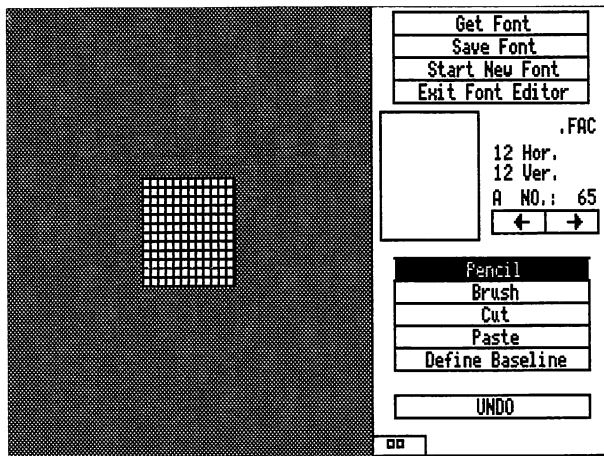 Get Font
Save Font
Start New Font
Exit Font Editor
.FAC
12 Hor.
12 Ver.
A NO.: 65
Pencil
Brush
Cut
Paste
Define Baseline
UNDO